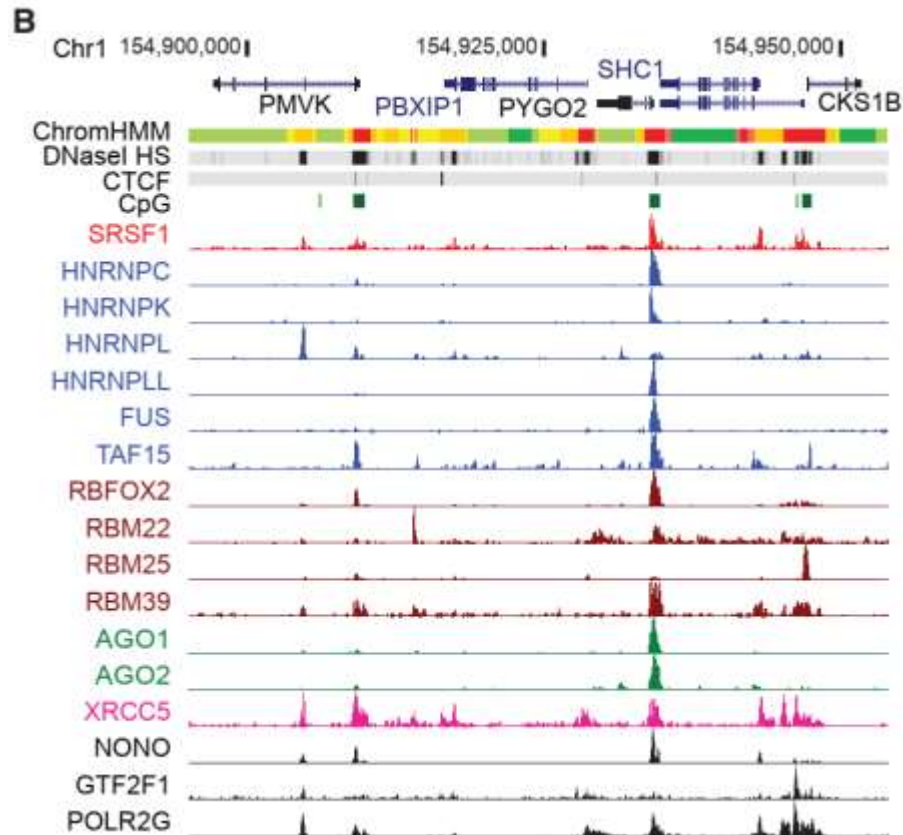 B
Chr1 154,900,000 154,925,000 154,950,000
SHC1
PMVK PBXIP1 PYGO2 CKS1B
ChromHMM
DNaseI HS
CTCF
CpG
SRSF1
HNRNPC
HNRNPK
HNRNPL
HNRNPLL
FUS
TAF15
RBFOX2
RBM22
RBM25
RBM39
AGO1
AGO2
XRCC5
NONO
GTF2F1
POLR2G